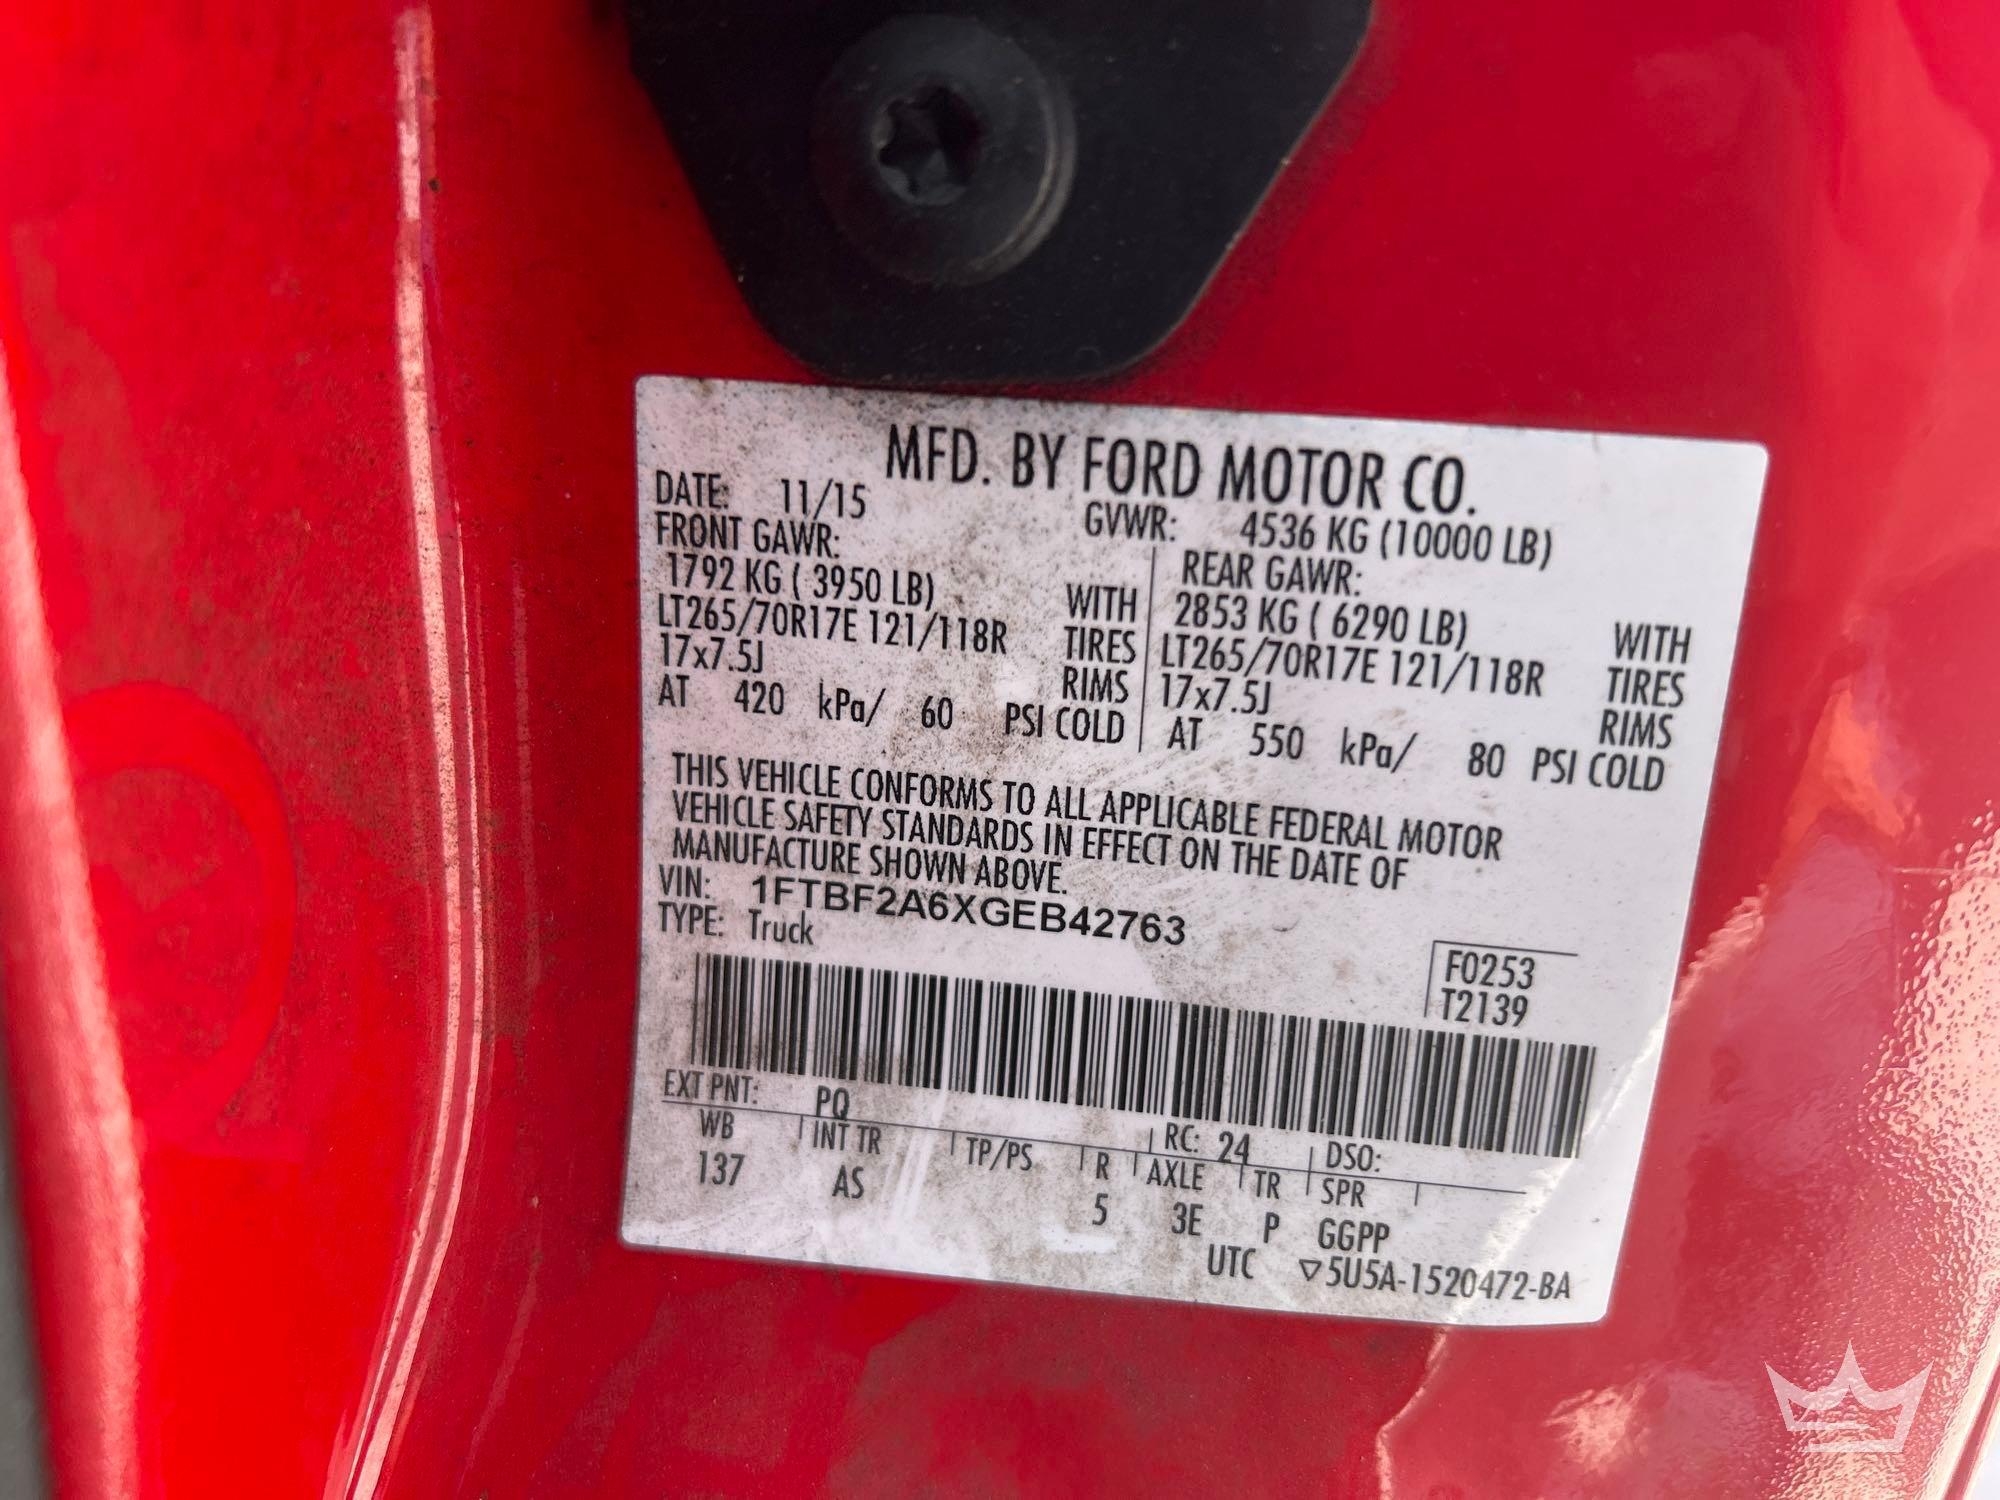 MFD. BY FORD MOTOR CO.
DATE: 11/15 GVWR: 4536 KG (10000 LB)
FRONT GAWR: REAR GAWR:
1792 KG ( 3950 LB) WITH 2853 KG ( 6290 LB) WITH
LT265/70R17E 121/118R TIRES LT265/70R17E 121/118R TIRES
17x7.5J RIMS 17x7.5J RIMS
AT 420 kPa/ 60 PSI COLD AT 550 kPa/ 80 PSI COLD
THIS VEHICLE CONFORMS TO ALL APPLICABLE FEDERAL MOTOR
VEHICLE SAFETY STANDARDS IN EFFECT ON THE DATE OF
MANUFACTURE SHOWN ABOVE.
VIN: 1FTBF2A6XGEB42763
TYPE: Truck
F0253
T2139
EXT PNT: PQ RC: 24 DSO:
WB INT TR TP/PS R AXLE TR SPR
137 AS 5 3E P GGPP
UTC ▽5U5A-1520472-BA